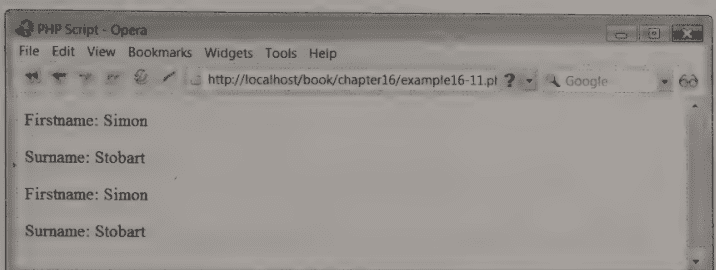 PHP Script - Opera
File Edit View Bookmarks Widgets Tools Help
http://localhost/book/chapter16/example16-11.pl ? Google
Firstname: Simon
Surname: Stobart
Firstname: Simon
Surname: Stobart